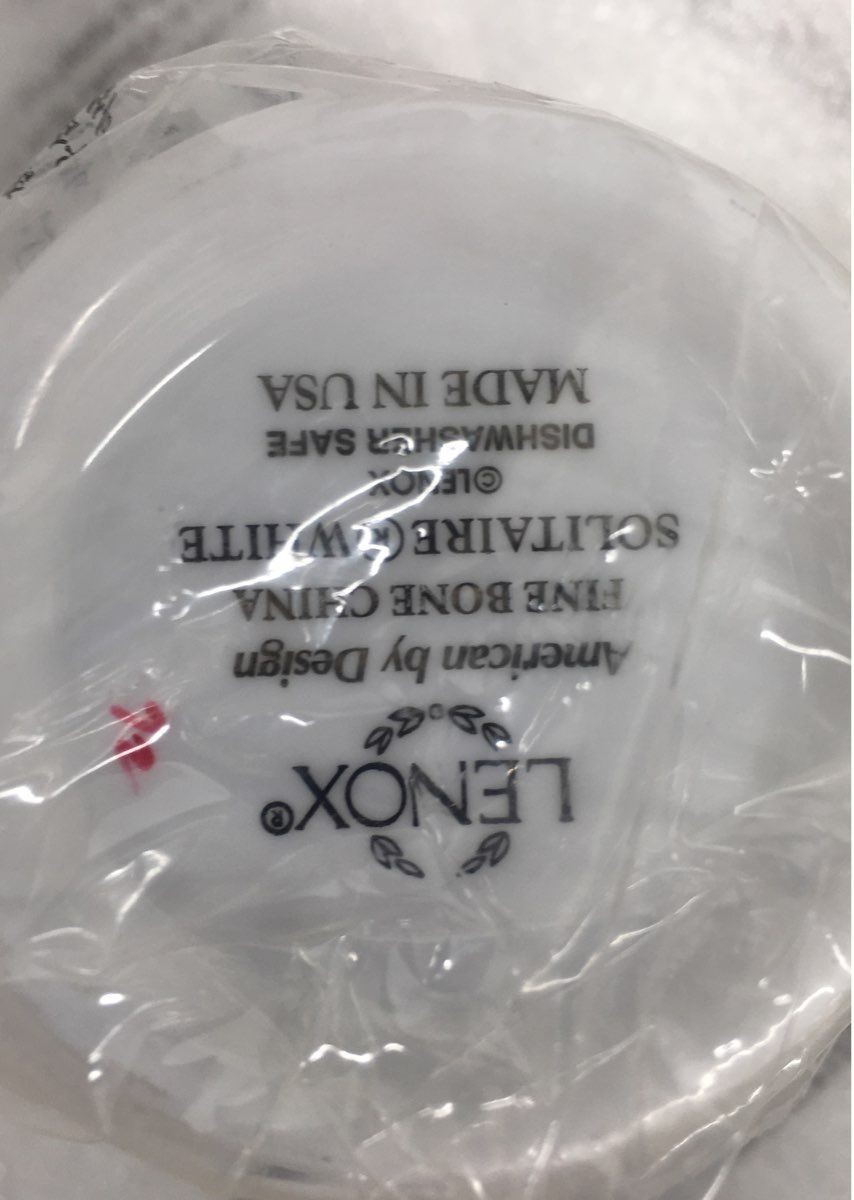 LENOX®
American by Design
FINE BONE CHINA
SOLITAIRE®WHITE
©LENOX
DISHWASHER SAFE
MADE IN USA